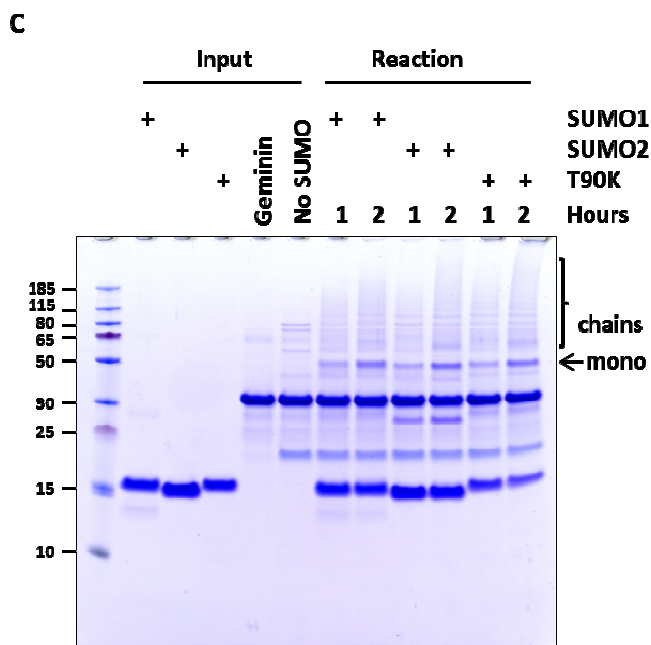 C
Input Reaction
+ + + SUMO1
+ + + SUMO2
+ + + T90K
Geminin
No SUMO
1 2 1 2 1 2 Hours
185
115
80
65
50
30
25
15
10
chains
mono